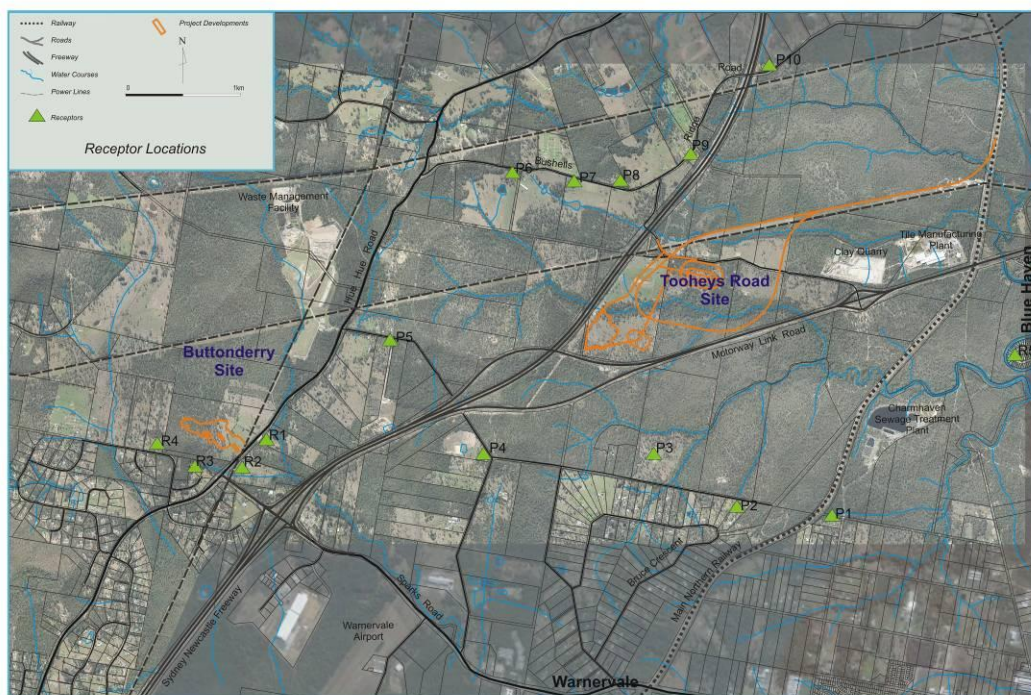 Railway
Roads
Freeway
Water Courses
Power Lines
Receptors
Project Developments
N
0
1km
Receptor Locations
P10
Road
Ridge
P9
Bushells
P6
P7
P8
Waste Management
Facility
Hue Hue Road
Clay Quarry
Tile Manufacturing
Plant
Tooheys Road
Site
Blue Haven
P5
Motorway Link Road
Buttonderry
Site
Charmhaven
Sewage Treatment
Plant
R4
R1
R3
R2
P4
P3
P2
P1
Bruce Crescent
Main Northern Railway
Sparks Road
Sydney Newcastle Freeway
Warnervale
Airport
Warnervale